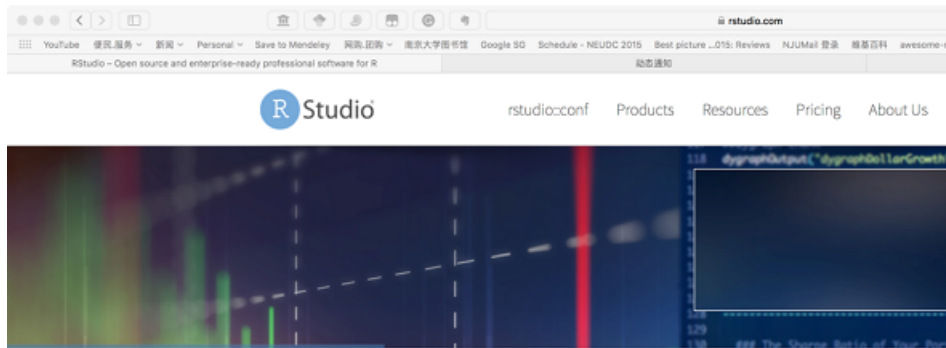 rstudio.com
YouTube 便民.服务 新闻 Personal Save to Mendeley 网购.团购 南京大学图书馆 Google SG Schedule - NEUDC 2015 Best picture ...015: Reviews NJUMail 登录 维基百科 awesome-
RStudio – Open source and enterprise-ready professional software for R 动态通知
R Studio
rstudio::conf Products Resources Pricing About Us
118 dygraphOutput("dygraphDollarGrowth
129
130 ### The Sharpe Ratio of Your Por